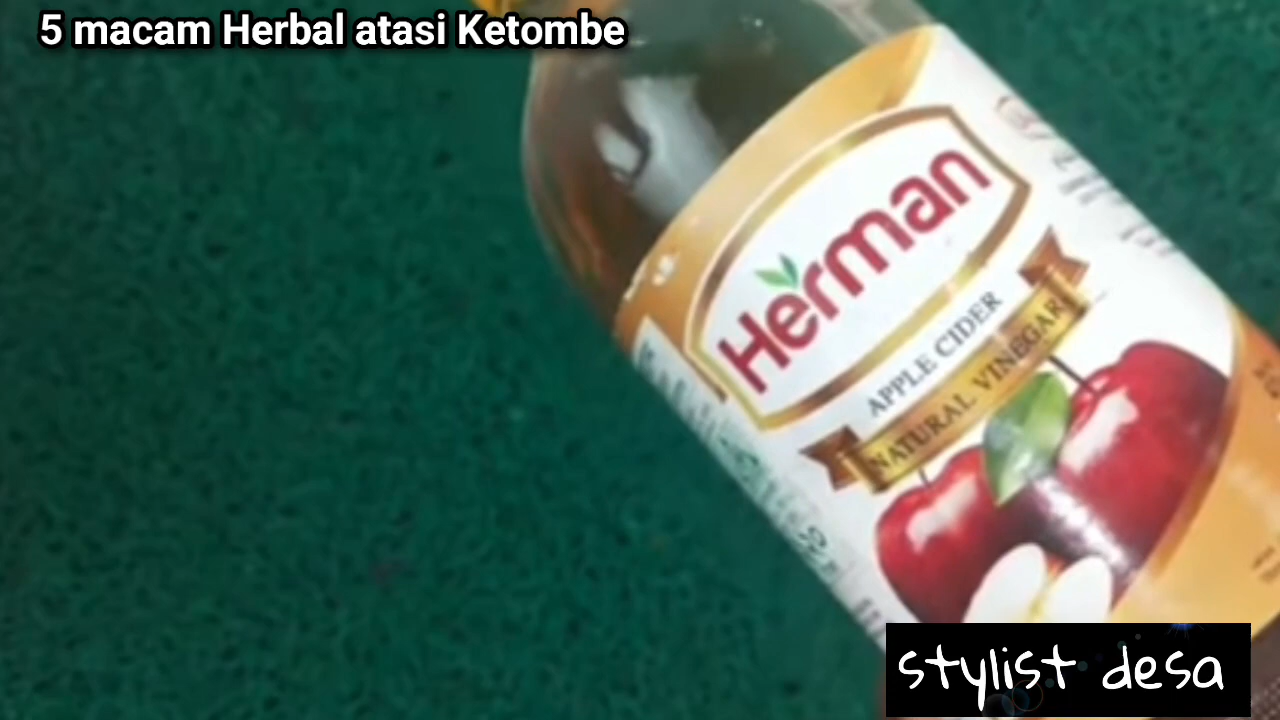 5 macam Herbal atasi Ketombe
Herman
APPLE CIDER
NATURAL VINEGAR
stylist desa